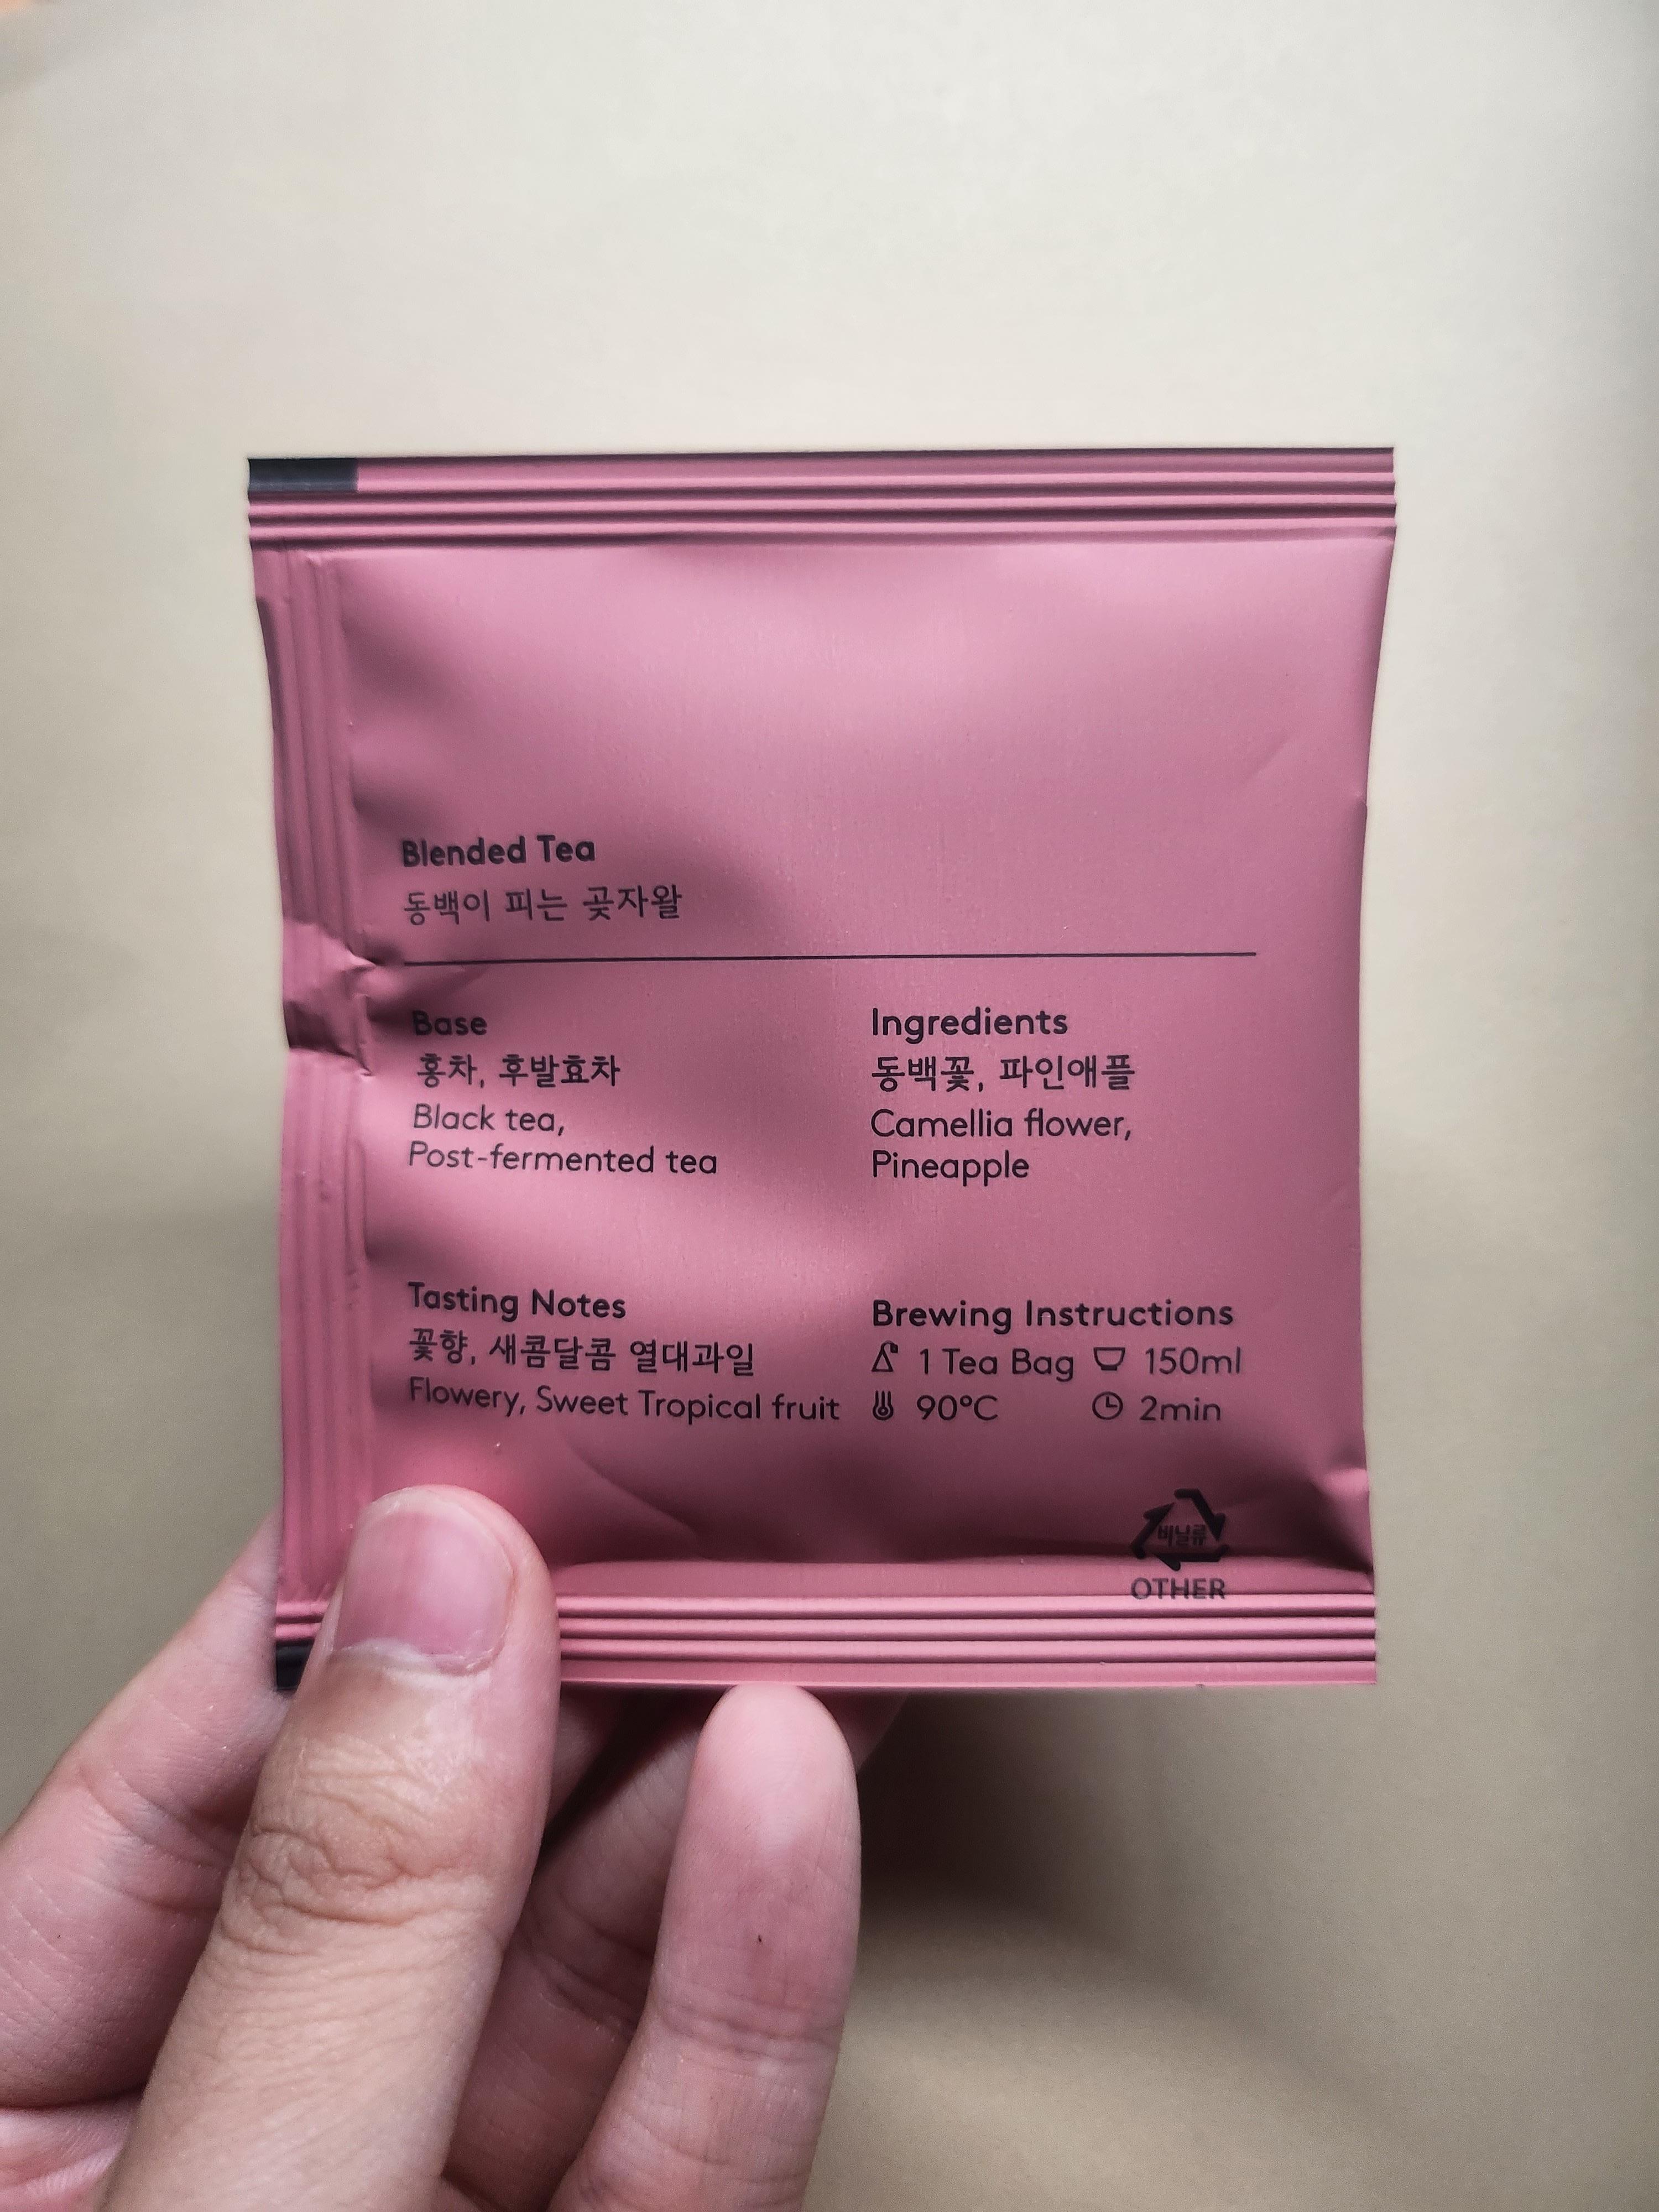 Blended Tea
동백이 피는 곶자왈
Base
홍차, 후발효차
Black tea,
Post-fermented tea
Ingredients
동백꽃, 파인애플
Camellia flower,
Pineapple
Tasting Notes
꽃향, 새콤달콤 열대과일
Flowery, Sweet Tropical fruit
Brewing Instructions
1 Tea Bag 150ml
90°C 2min
비닐류
OTHER